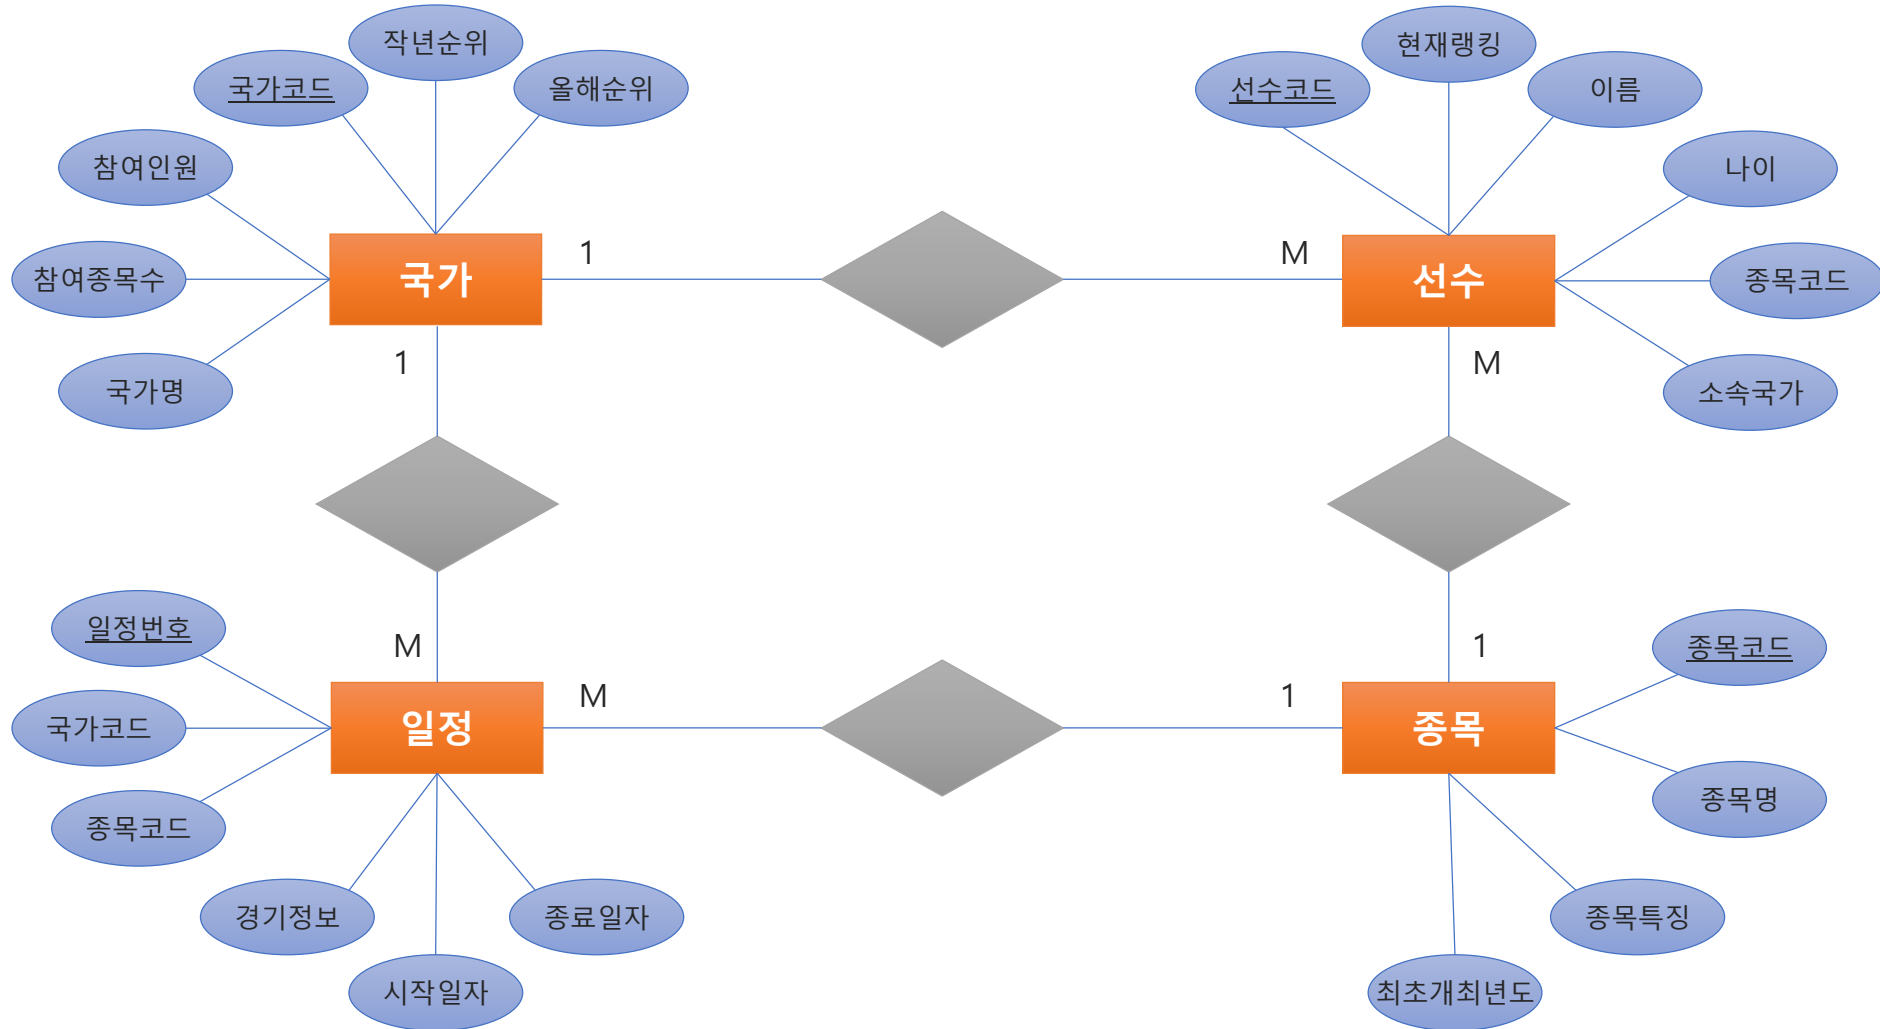 작년순위
현재랭킹
국가코드
올해순위
선수코드
이름
참여인원
나이
참여종목수
국가
1
M
선수
종목코드
국가명
1
M
소속국가
일정번호
M
1
종목코드
국가코드
일정
M
1
종목
종목코드
종목명
경기정보
종료일자
종목특징
시작일자
최초개최년도